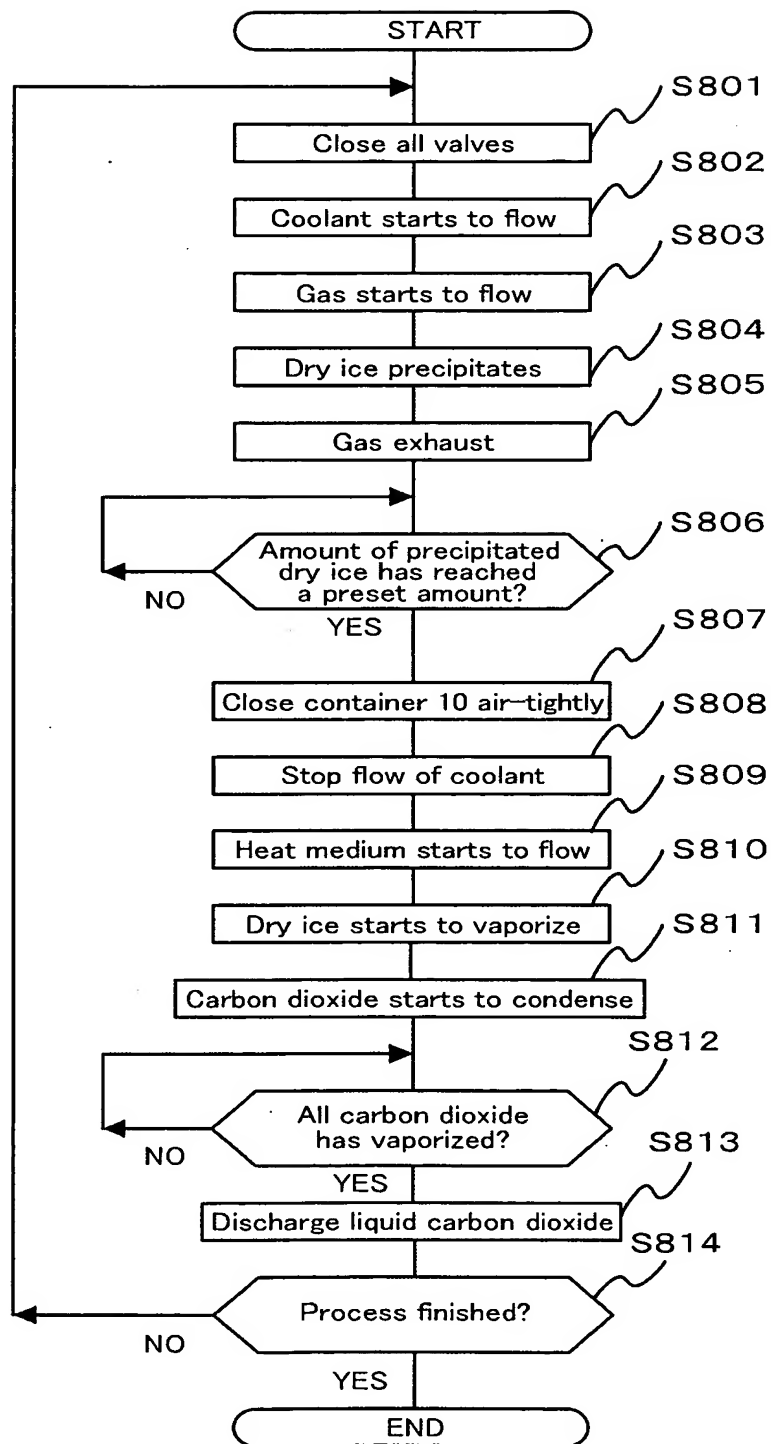 START
S801
Close all valves
S802
Coolant starts to flow
S803
Gas starts to flow
S804
Dry ice precipitates
S805
Gas exhaust
S806
Amount of precipitated
dry ice has reached
a preset amount?
NO
YES
S807
Close container 10 air-tightly
S808
Stop flow of coolant
S809
Heat medium starts to flow
S810
Dry ice starts to vaporize
S811
Carbon dioxide starts to condense
S812
All carbon dioxide
has vaporized?
NO
YES
S813
Discharge liquid carbon dioxide
S814
Process finished?
NO
YES
END